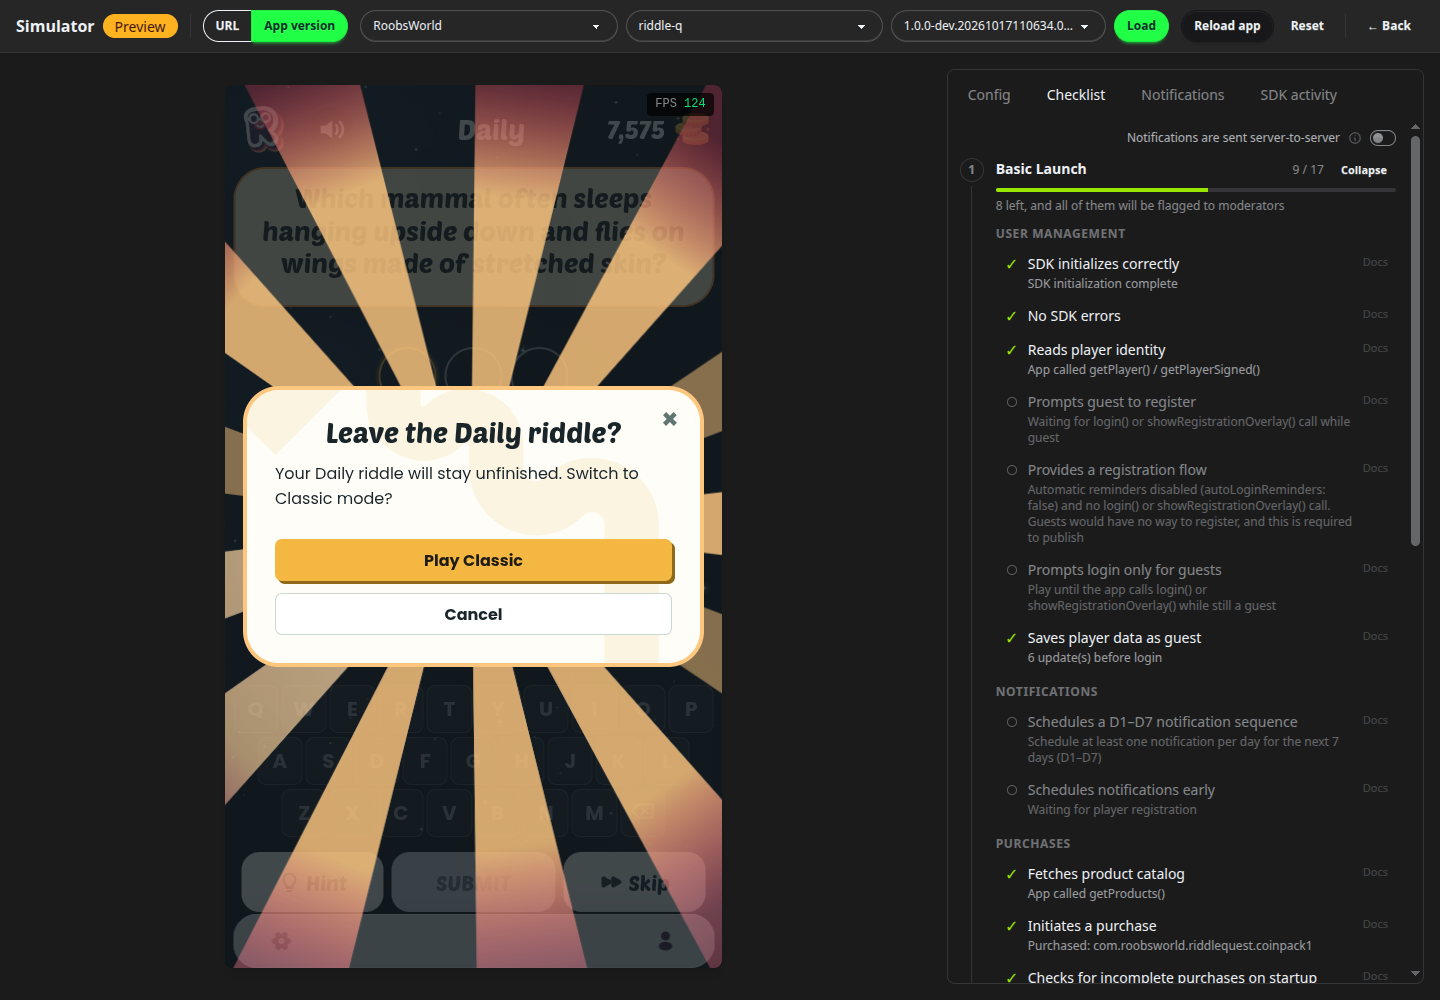 Simulator
Preview
URL
App version
RoobsWorld
riddle-q
1.0.0-dev.20261017110634.0...
Load
Reload app
Reset
← Back
FPS 124
Daily
7,575
Which mammal often sleeps
hanging upside down and flies on
wings made of stretched skin?
Leave the Daily riddle?
Your Daily riddle will stay unfinished. Switch to
Classic mode?
Play Classic
Cancel
Q W E R T Y U I O P
A S D F G H J K L
Z X C V B N M
Hint
SUBMIT
Skip
Config
Checklist
Notifications
SDK activity
Notifications are sent server-to-server
1
Basic Launch
9 / 17
Collapse
8 left, and all of them will be flagged to moderators
USER MANAGEMENT
✓ SDK initializes correctly
Docs
SDK initialization complete
✓ No SDK errors
Docs
✓ Reads player identity
Docs
App called getPlayer() / getPlayerSigned()
Prompts guest to register
Docs
Waiting for login() or showRegistrationOverlay() call while
guest
Provides a registration flow
Docs
Automatic reminders disabled (autoLoginReminders:
false) and no login() or showRegistrationOverlay() call.
Guests would have no way to register, and this is required
to publish
Prompts login only for guests
Docs
Play until the app calls login() or
showRegistrationOverlay() while still a guest
✓ Saves player data as guest
Docs
6 update(s) before login
NOTIFICATIONS
Schedules a D1–D7 notification sequence
Docs
Schedule at least one notification per day for the next 7
days (D1–D7)
Schedules notifications early
Docs
Waiting for player registration
PURCHASES
✓ Fetches product catalog
Docs
App called getProducts()
✓ Initiates a purchase
Docs
Purchased: com.roobsworld.riddlequest.coinpack1
✓ Checks for incomplete purchases on startup
Docs